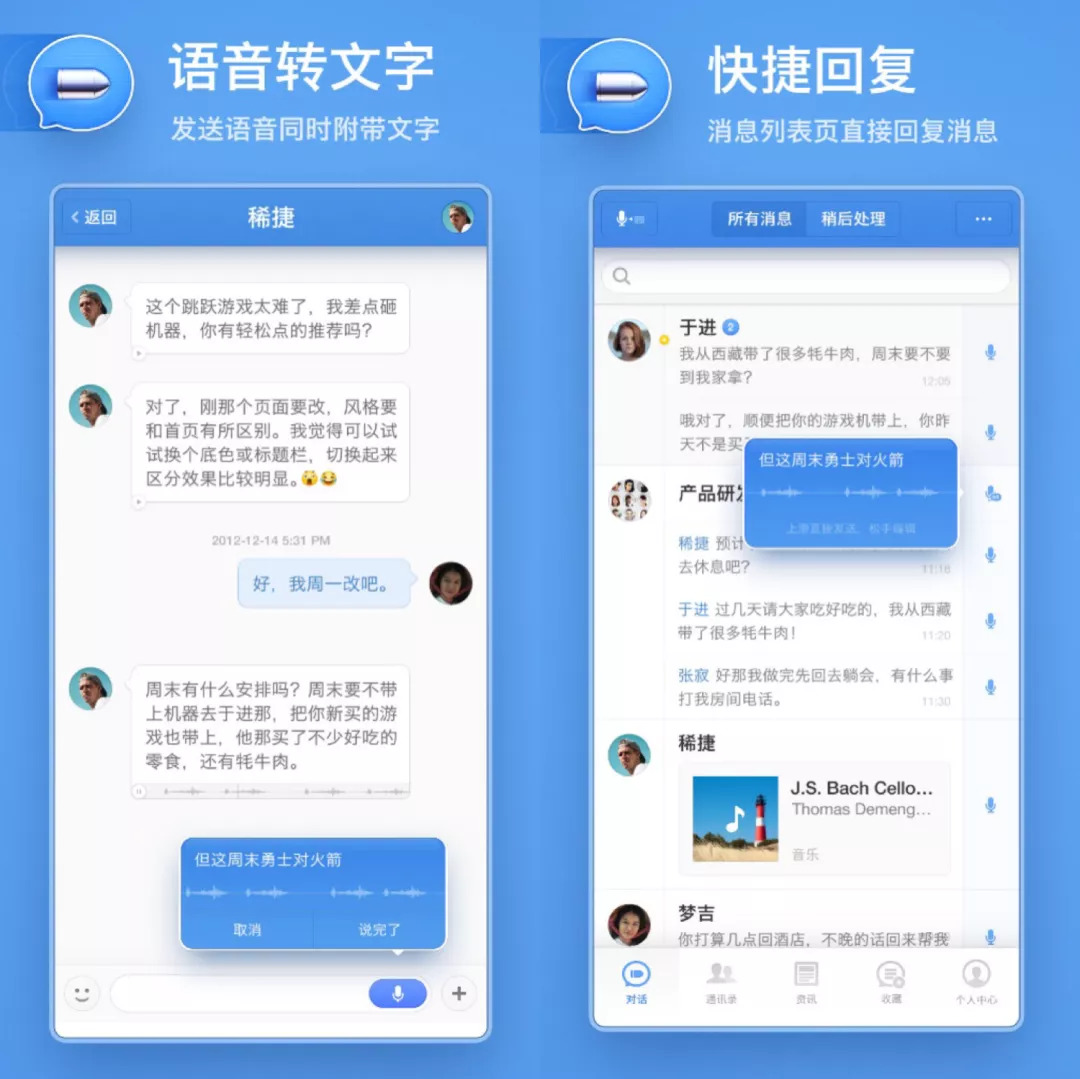 语音转文字
发送语音同时附带文字
返回
稀捷
这个跳跃游戏太难了，我差点砸
机器，你有轻松点的推荐吗？
对了，刚那个页面要改，风格要
和首页有所区别。我觉得可以试
试换个底色或标题栏，切换起来
区分效果比较明显。😱😂
2012-12-14 5:31 PM
好，我周一改吧。
周末有什么安排吗？周末要不带
上机器去于进那，把你新买的游
戏也带上，他那买了不少好吃的
零食，还有牦牛肉。
但这周末勇士对火箭
取消
说完了
快捷回复
消息列表页直接回复消息
所有消息
稍后处理
于进 2
我从西藏带了很多牦牛肉，周末要不要
到我家拿？
12:05
哦对了，顺便把你的游戏机带上，你昨
天不是买
但这周末勇士对火箭
上滑直接发送，松手编辑
产品研发
稀捷 预计
去休息吧？
11:18
于进 过几天请大家吃好吃的，我从西藏
带了很多牦牛肉！
11:20
张寂 好那我做完先回去躺会，有什么事
打我房间电话。
11:30
稀捷
J.S. Bach Cello...
Thomas Demeng...
音乐
梦吉
你打算几点回酒店，不晚的话回来帮我
对话
通讯录
资讯
收藏
个人中心